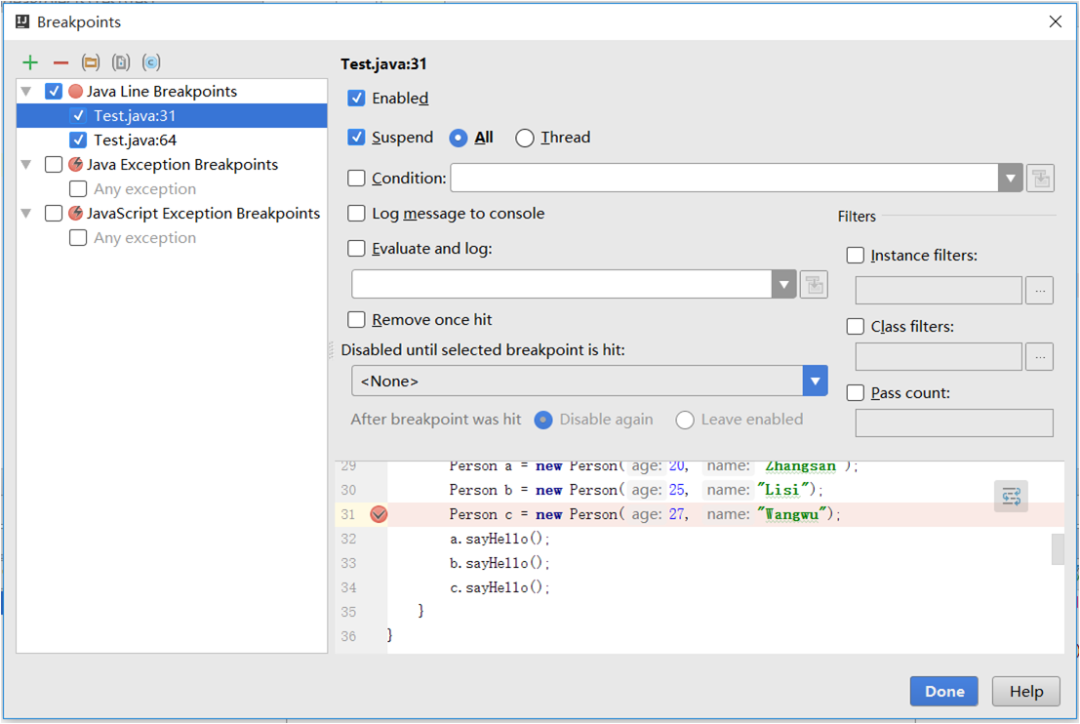 Breakpoints
Java Line Breakpoints
Test.java:31
Test.java:64
Java Exception Breakpoints
Any exception
JavaScript Exception Breakpoints
Any exception
Test.java:31
Enabled
Suspend All Thread
Condition:
Log message to console
Evaluate and log:
Remove once hit
Disabled until selected breakpoint is hit:
<None>
After breakpoint was hit Disable again Leave enabled
Filters
Instance filters:
...
Class filters:
...
Pass count:
29 Person a = new Person( age: 20, name: "Zhangsan");
30 Person b = new Person( age: 25, name: "Lisi");
31 Person c = new Person( age: 27, name: "Wangwu");
32 a.sayHello();
33 b.sayHello();
34 c.sayHello();
35 }
36 }
Done Help